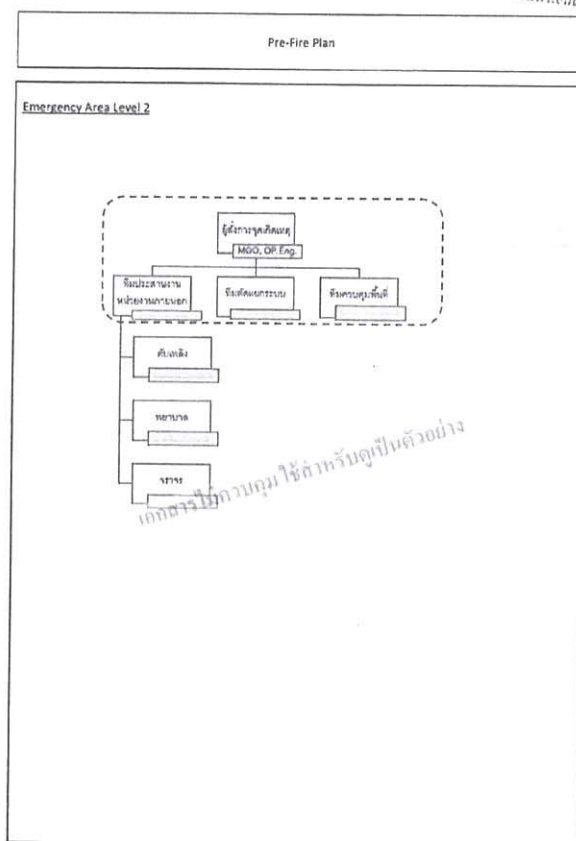 Pre-Fire Plan
Emergency Area Level 2
ผู้สั่งการจุดเกิดเหตุ
MGO, OP.Eng.
ทีมประสานงาน
หน่วยงานภายนอก
ทีมตัดแยกระบบ
ทีมควบคุมพื้นที่
ดับเพลิง
พยาบาล
จราจร
เอกสารไม่ควบคุม ใช้สำหรับดูเป็นตัวอย่าง